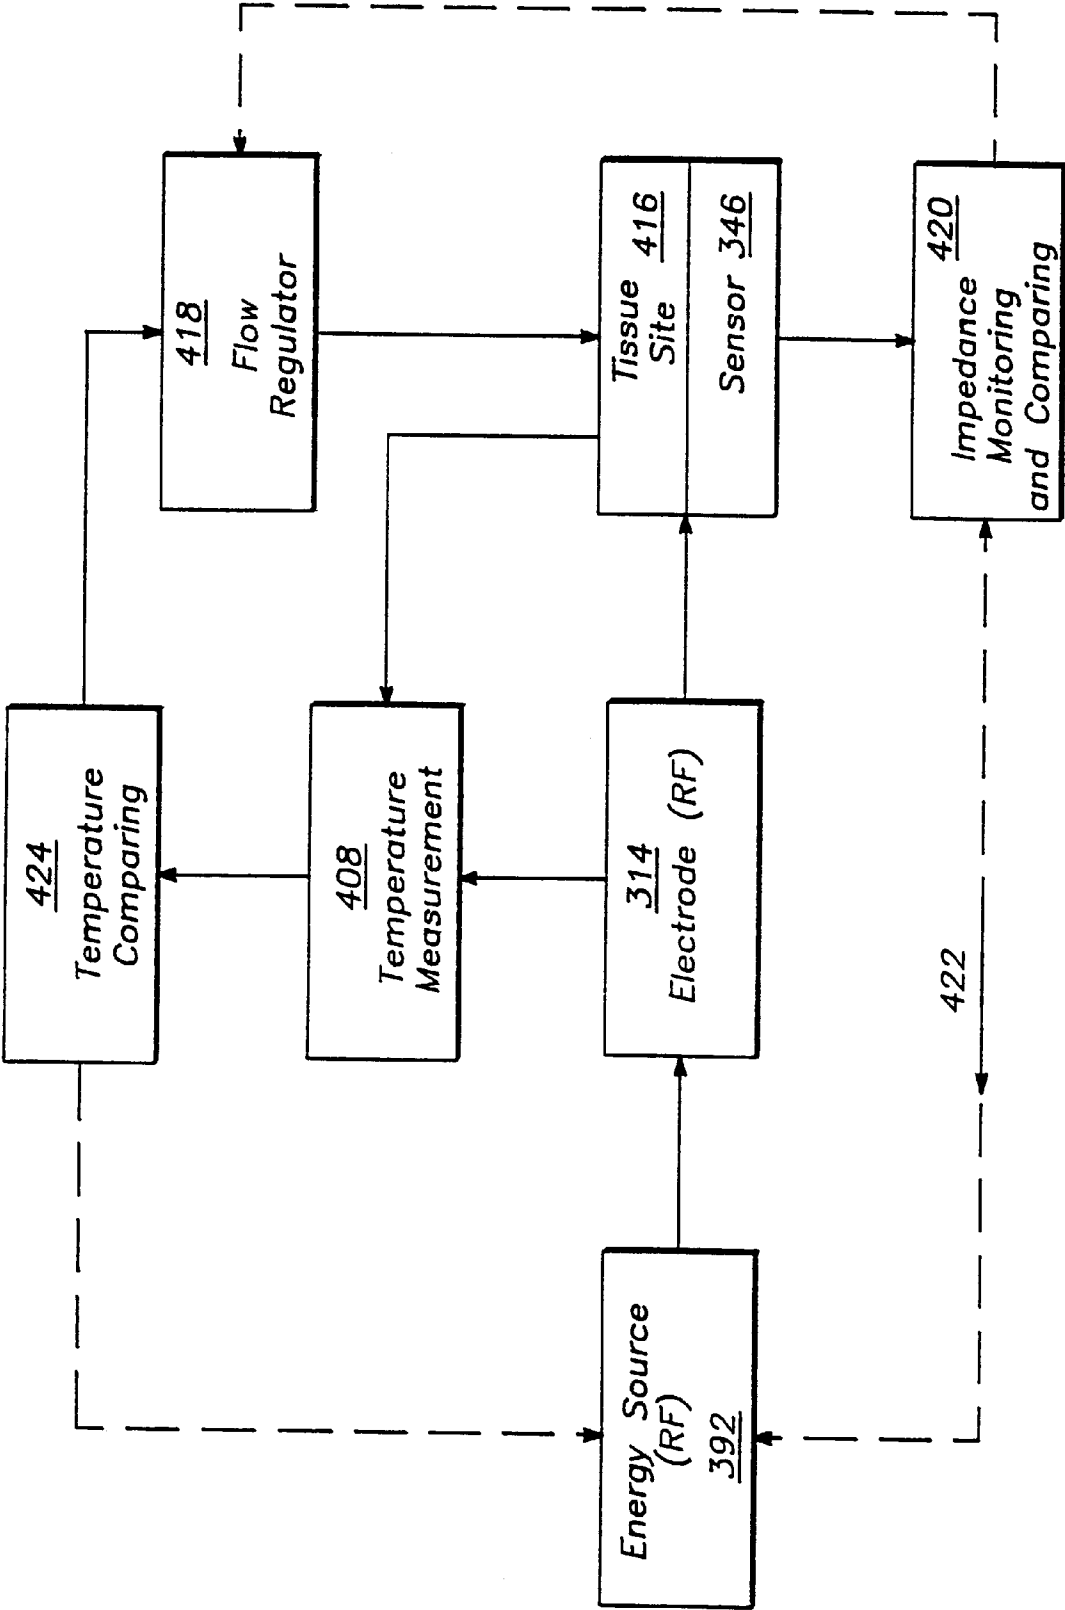 424
Temperature
Comparing
418
Flow
Regulator
408
Temperature
Measurement
Energy Source
(RF)
392
314
Electrode (RF)
Tissue
Site
416
Sensor 346
422
420
Impedance
Monitoring
and Comparing